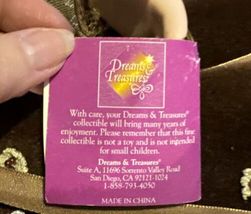 Dreams &
Treasures®
With care, your Dreams & Treasures®
collectible will bring many years of
enjoyment. Please remember that this fine
collectible is not a toy and is not intended
for small children.
Dreams & Treasures®
Suite A, 11696 Sorrento Valley Road
San Diego, CA 92121-1024
1-858-793-4050
MADE IN CHINA